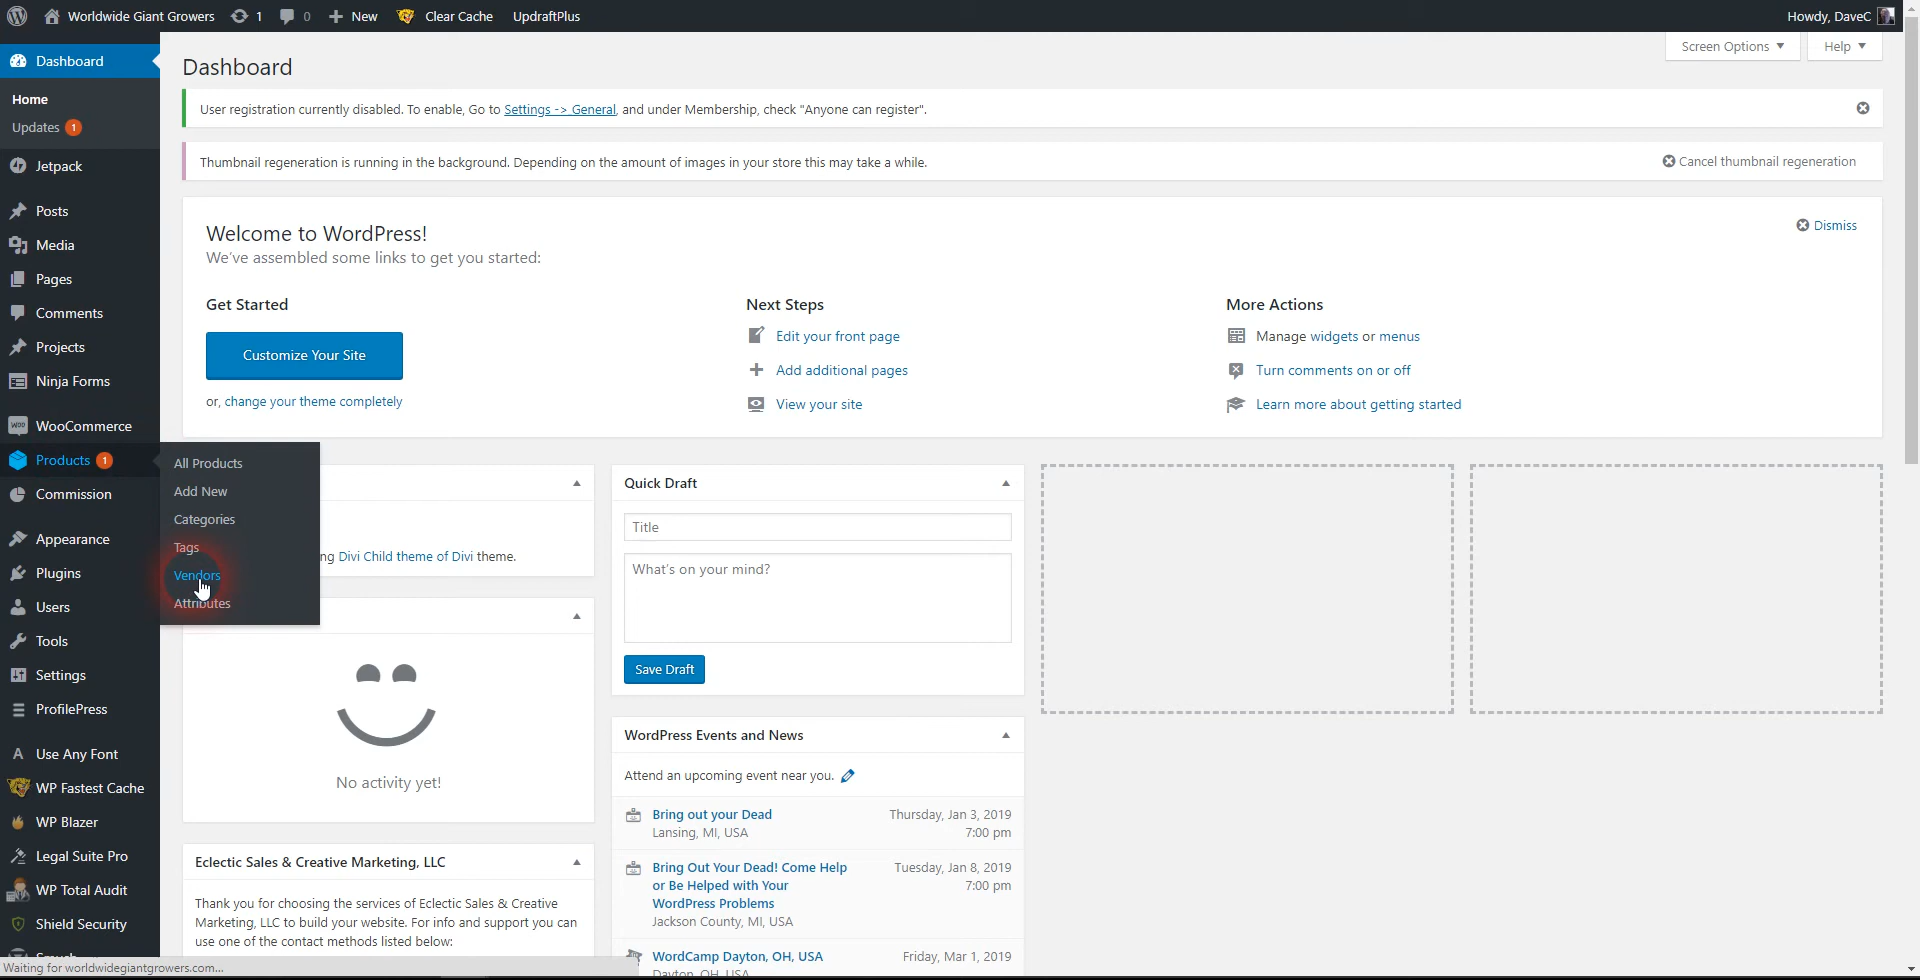 Worldwide Giant Growers 1 0 New Clear Cache UpdraftPlus Howdy, DaveC
Screen Options Help
Dashboard
Home
Updates 1
Jetpack
Posts
Media
Pages
Comments
Projects
Ninja Forms
woo WooCommerce
Products 1
Commission
Appearance
Plugins
Users
Tools
Settings
ProfilePress
A Use Any Font
WP Fastest Cache
WP Blazer
Legal Suite Pro
WP Total Audit
Shield Security
All Products
Add New
Categories
Tags
Vendors
Attributes
Dashboard
User registration currently disabled. To enable, Go to Settings -> General, and under Membership, check "Anyone can register".
Thumbnail regeneration is running in the background. Depending on the amount of images in your store this may take a while. Cancel thumbnail regeneration
Welcome to WordPress!
We've assembled some links to get you started:
Dismiss
Get Started
Customize Your Site
or, change your theme completely
Next Steps
Edit your front page
Add additional pages
View your site
More Actions
Manage widgets or menus
Turn comments on or off
Learn more about getting started
ng Divi Child theme of Divi theme.
No activity yet!
Eclectic Sales & Creative Marketing, LLC
Thank you for choosing the services of Eclectic Sales & Creative
Marketing, LLC to build your website. For info and support you can
use one of the contact methods listed below:
Quick Draft
Title
What's on your mind?
Save Draft
WordPress Events and News
Attend an upcoming event near you.
Bring out your Dead Thursday, Jan 3, 2019
Lansing, MI, USA 7:00 pm
Bring Out Your Dead! Come Help Tuesday, Jan 8, 2019
or Be Helped with Your 7:00 pm
WordPress Problems
Jackson County, MI, USA
WordCamp Dayton, OH, USA Friday, Mar 1, 2019
Dayton, OH, USA
Waiting for worldwidegiantgrowers.com...